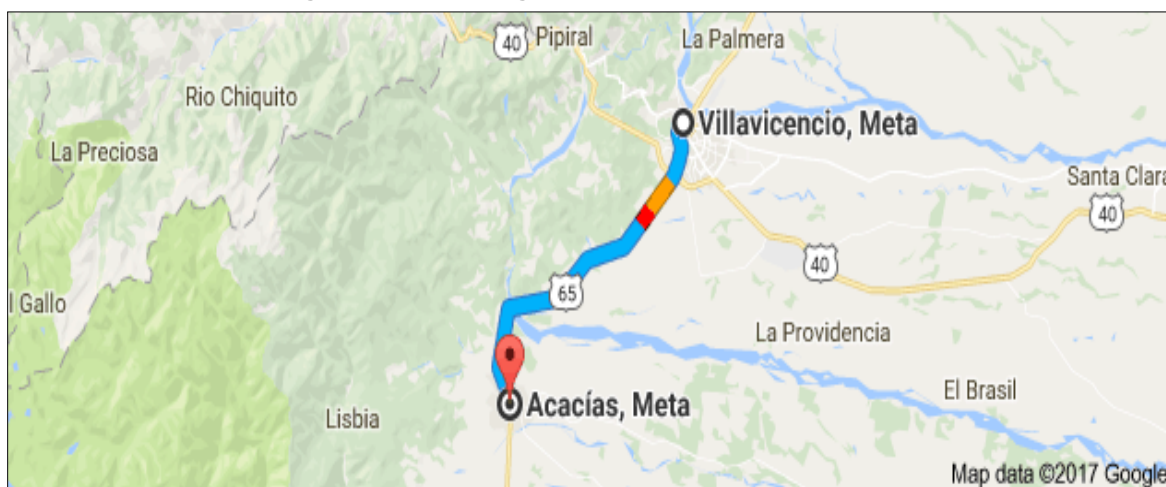 40
Pipiral
La Palmera
Rio Chiquito
Villavicencio, Meta
La Preciosa
Santa Clara
40
40
65
l Gallo
La Providencia
El Brasil
Acacías, Meta
Lisbia
Map data ©2017 Google